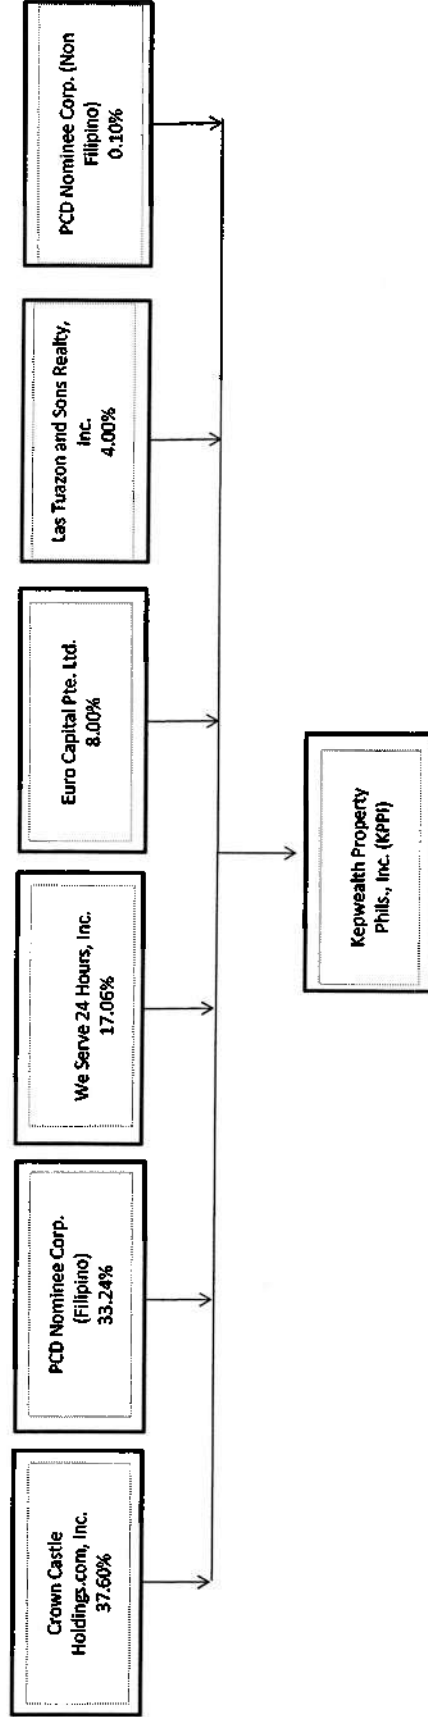 Crown Castle
Holdings.com, Inc.
37.60%
PCD Nominee Corp.
(Filipino)
33.24%
We Serve 24 Hours, Inc.
17.06%
Euro Capital Pte. Ltd.
8.00%
Las Tuazon and Sons Realty,
Inc.
4.00%
PCD Nominee Corp. (Non
Filipino)
0.10%
Kepwealth Property
Phils., Inc. (KPPI)